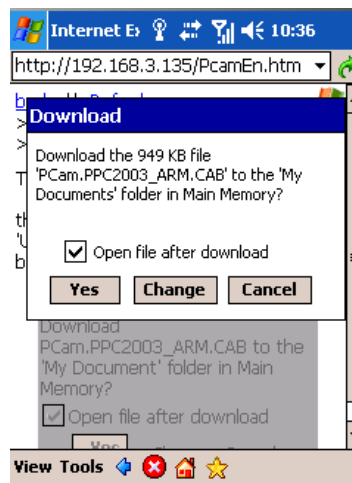 Internet E 10:36
http://192.168.3.135/PcamEn.htm
Download
Download the 949 KB file
'PCam.PPC2003_ARM.CAB' to the 'My
Documents' folder in Main Memory?
Open file after download
Yes Change Cancel
Download
PCam.PPC2003_ARM.CAB to the
'My Document' folder in Main
Memory?
Open file after download
Yes
View Tools